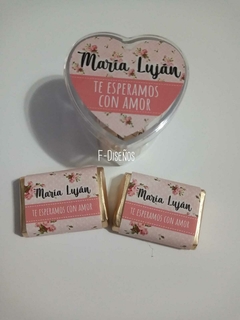 María Luján
TE ESPERAMOS
CON AMOR
F-Diseños
María Luján
TE ESPERAMOS CON AMOR
María Luján
TE ESPERAMOS CON AMOR